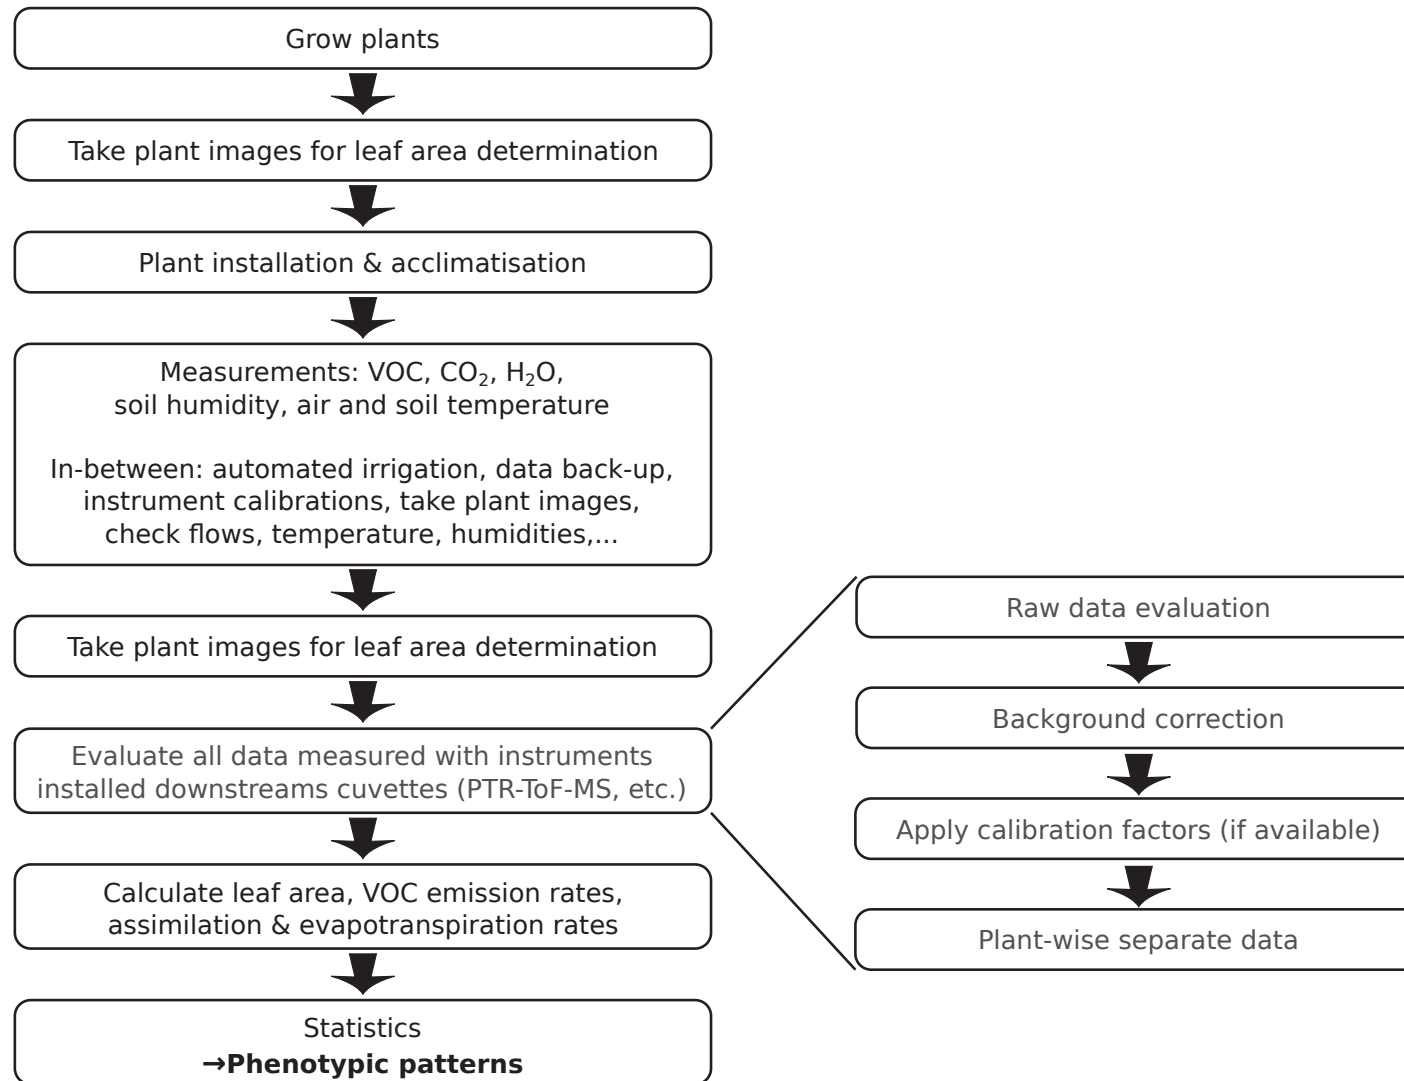 Grow plants
Take plant images for leaf area determination
Plant installation & acclimatisation
Measurements: VOC, CO₂, H₂O,
soil humidity, air and soil temperature
In-between: automated irrigation, data back-up,
instrument calibrations, take plant images,
check flows, temperature, humidities,...
Take plant images for leaf area determination
Evaluate all data measured with instruments
installed downstreams cuvettes (PTR-ToF-MS, etc.)
Calculate leaf area, VOC emission rates,
assimilation & evapotranspiration rates
Statistics
→Phenotypic patterns
Raw data evaluation
Background correction
Apply calibration factors (if available)
Plant-wise separate data